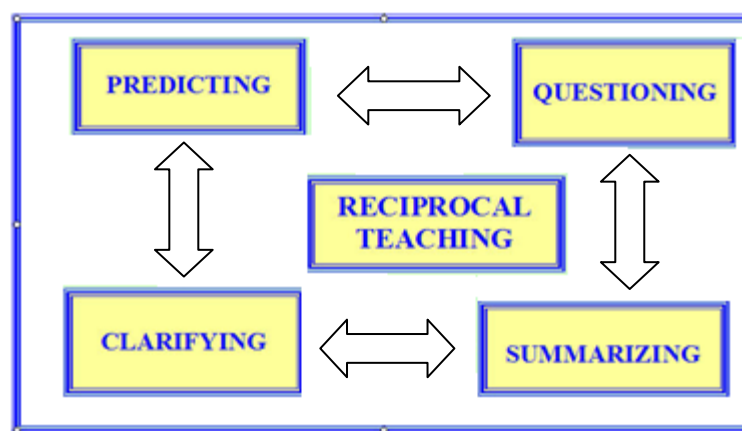 PREDICTING
QUESTIONING
RECIPROCAL
TEACHING
CLARIFYING
SUMMARIZING